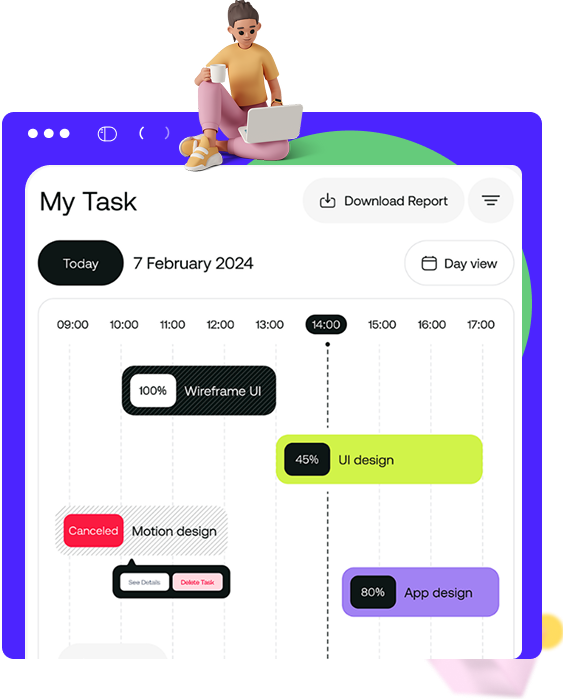 My Task
Download Report
Today
7 February 2024
Day view
09:00 10:00 11:00 12:00 13:00 14:00 15:00 16:00 17:00
100% Wireframe UI
45% UI design
Canceled Motion design
See Details Delete Task
80% App design